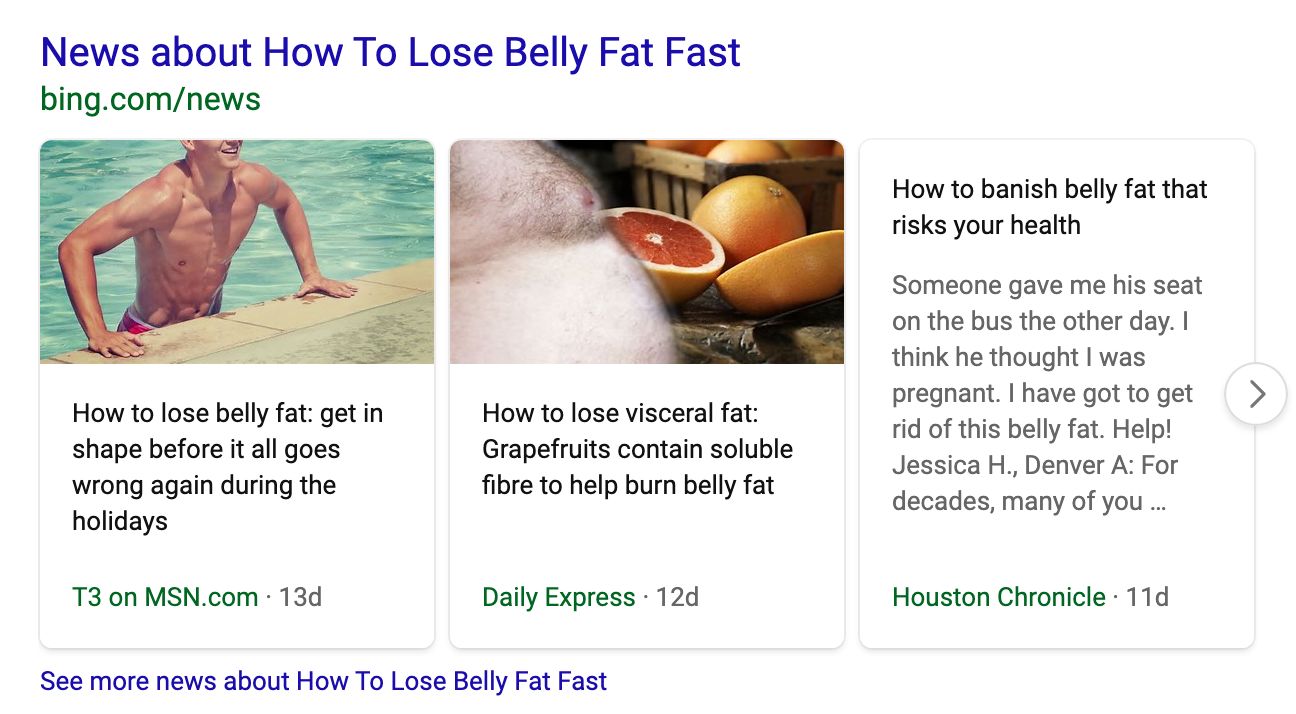 News about How To Lose Belly Fat Fast
bing.com/news
How to lose belly fat: get in
shape before it all goes
wrong again during the
holidays
T3 on MSN.com · 13d
How to lose visceral fat:
Grapefruits contain soluble
fibre to help burn belly fat
Daily Express · 12d
How to banish belly fat that
risks your health
Someone gave me his seat
on the bus the other day. I
think he thought I was
pregnant. I have got to get
rid of this belly fat. Help!
Jessica H., Denver A: For
decades, many of you ...
Houston Chronicle · 11d
See more news about How To Lose Belly Fat Fast